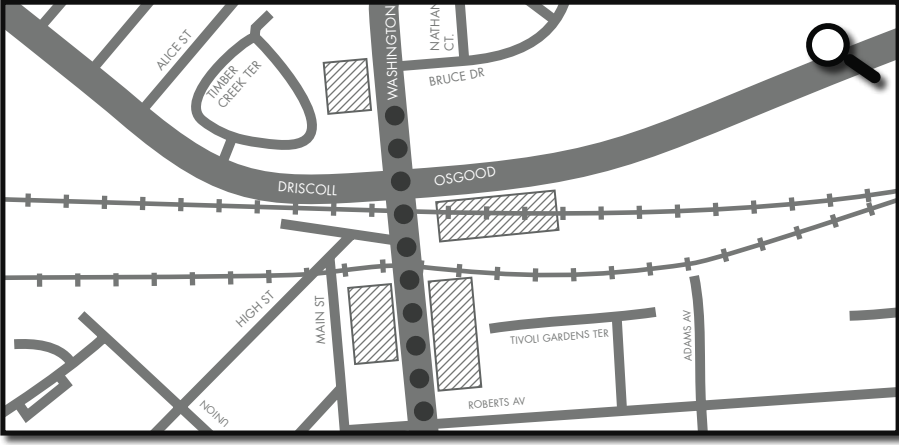 WASHINGTON
NATHAN
CT.
ALICE ST
TIMBER
CREEK TER
BRUCE DR
DRISCOLL
OSGOOD
HIGH ST
MAIN ST
TIVOLI GARDENS TER
ADAMS AV
ROBERTS AV
UNION